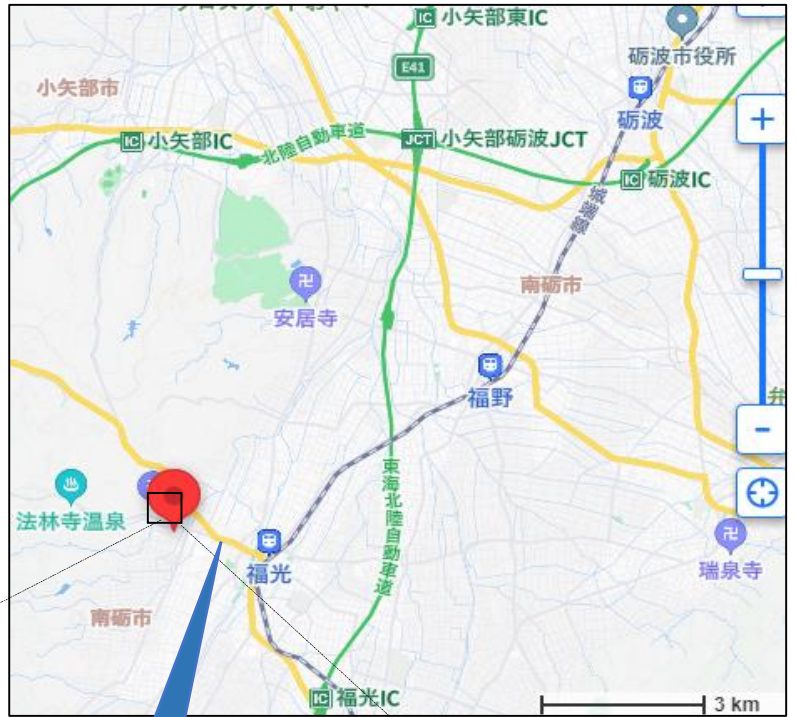 小矢部東IC
E41
砺波市役所
小矢部市
砺波
小矢部IC
北陸自動車道
JCT 小矢部砺波JCT
IC 砺波IC
城端線
南砺市
安居寺
福野
東海北陸自動車道
法林寺温泉
福光
瑞泉寺
南砺市
IC 福光IC
3 km